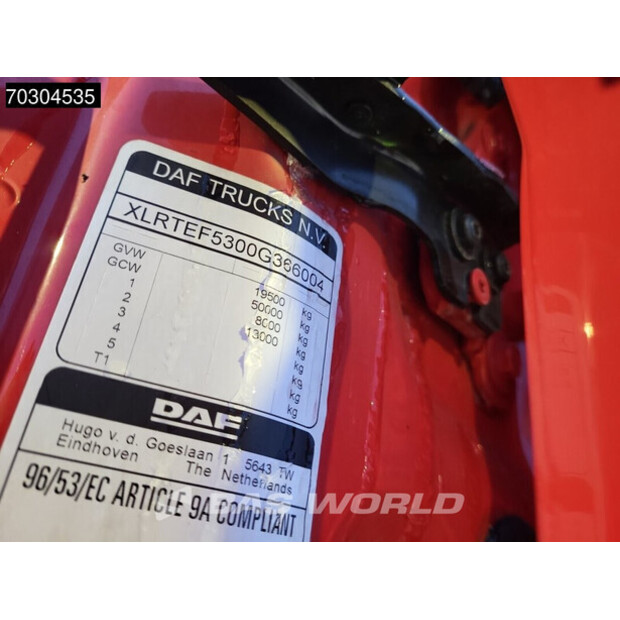 70304535
DAF TRUCKS N.V.
XLRTEF5300G366004
GVW 19500 kg
GCW 50000 kg
1 8000 kg
2 13000 kg
3 kg
4 kg
5 kg
T1 kg
DAF
Hugo v. d. Goeslaan 1 5643 TW
Eindhoven The Netherlands
96/53/EC ARTICLE 9A COMPLIANT
BAS WORLD